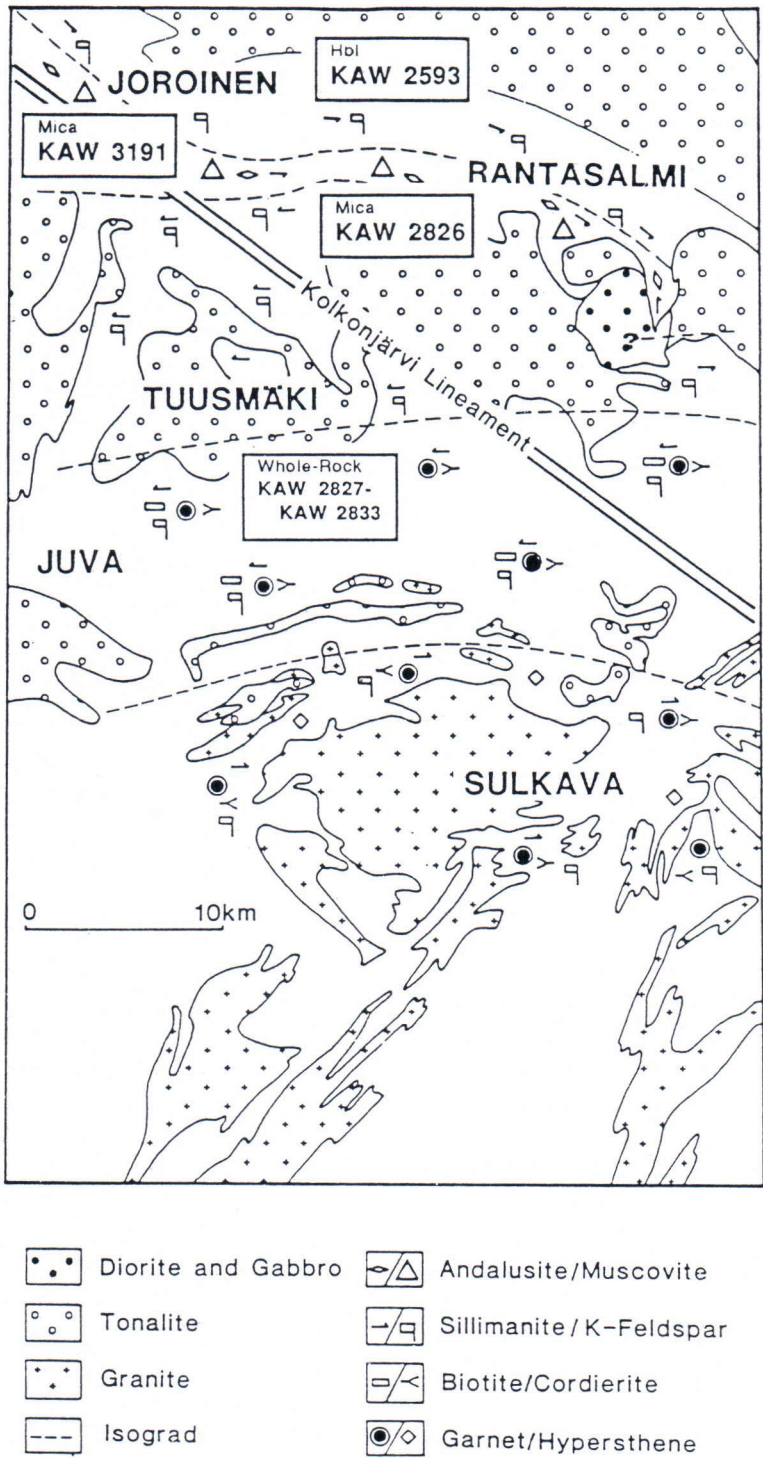 Hbl
KAW 2593
JOROINEN
Mica
KAW 3191
RANTASALMI
Mica
KAW 2826
Kolkonjärvi Lineament
?
TUUSMÄKI
Whole-Rock
KAW 2827-
KAW 2833
JUVA
SULKAVA
0 10km
Diorite and Gabbro
Andalusite/Muscovite
Tonalite
Sillimanite/K-Feldspar
Granite
Biotite/Cordierite
Isograd
Garnet/Hypersthene